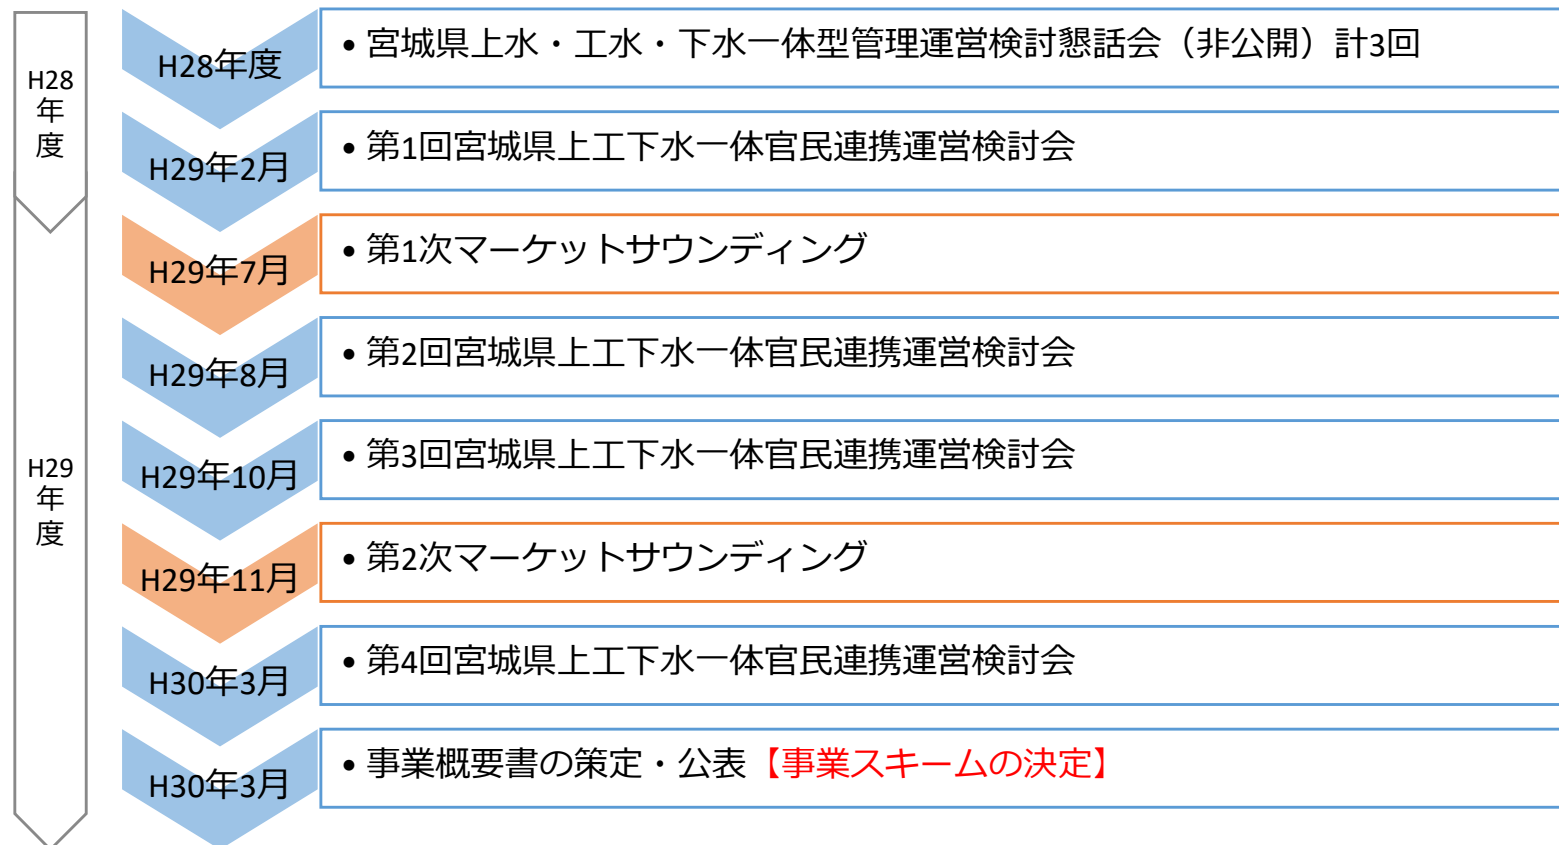 H28
年
度
H29
年
度
H28年度
• 宮城県上水・工水・下水一体型管理運営検討懇話会（非公開）計3回
H29年2月
• 第1回宮城県上工下水一体官民連携運営検討会
H29年7月
• 第1次マーケットサウンディング
H29年8月
• 第2回宮城県上工下水一体官民連携運営検討会
H29年10月
• 第3回宮城県上工下水一体官民連携運営検討会
H29年11月
• 第2次マーケットサウンディング
H30年3月
• 第4回宮城県上工下水一体官民連携運営検討会
H30年3月
• 事業概要書の策定・公表【事業スキームの決定】